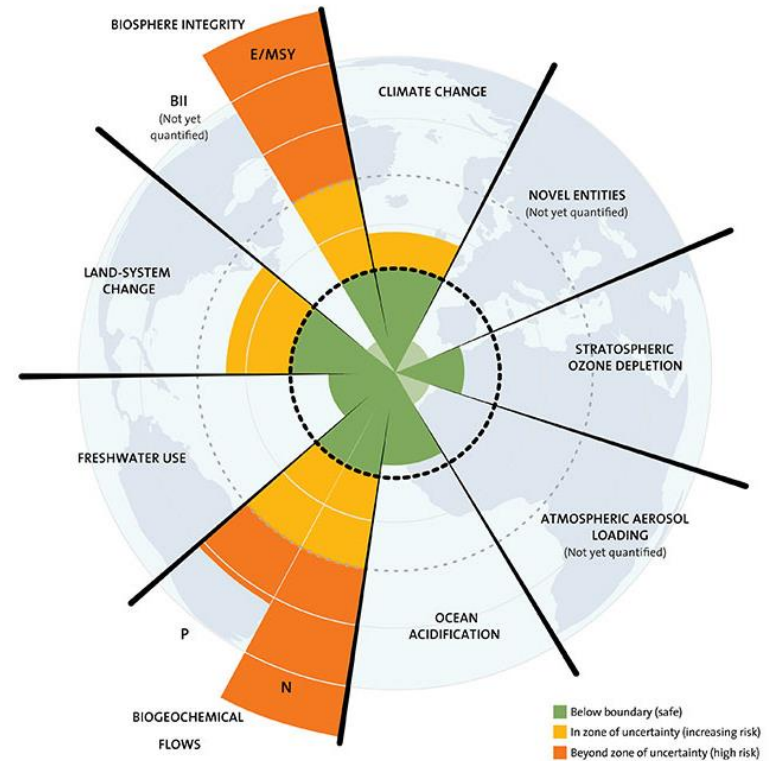 BIOSPHERE INTEGRITY
E/MSY
BII
(Not yet
quantified)
CLIMATE CHANGE
NOVEL ENTITIES
(Not yet quantified)
LAND-SYSTEM
CHANGE
STRATOSPHERIC
OZONE DEPLETION
FRESHWATER USE
ATMOSPHERIC AEROSOL
LOADING
(Not yet quantified)
OCEAN
ACIDIFICATION
P
N
BIOGEOCHEMICAL
FLOWS
Below boundary (safe)
In zone of uncertainty (increasing risk)
Beyond zone of uncertainty (high risk)